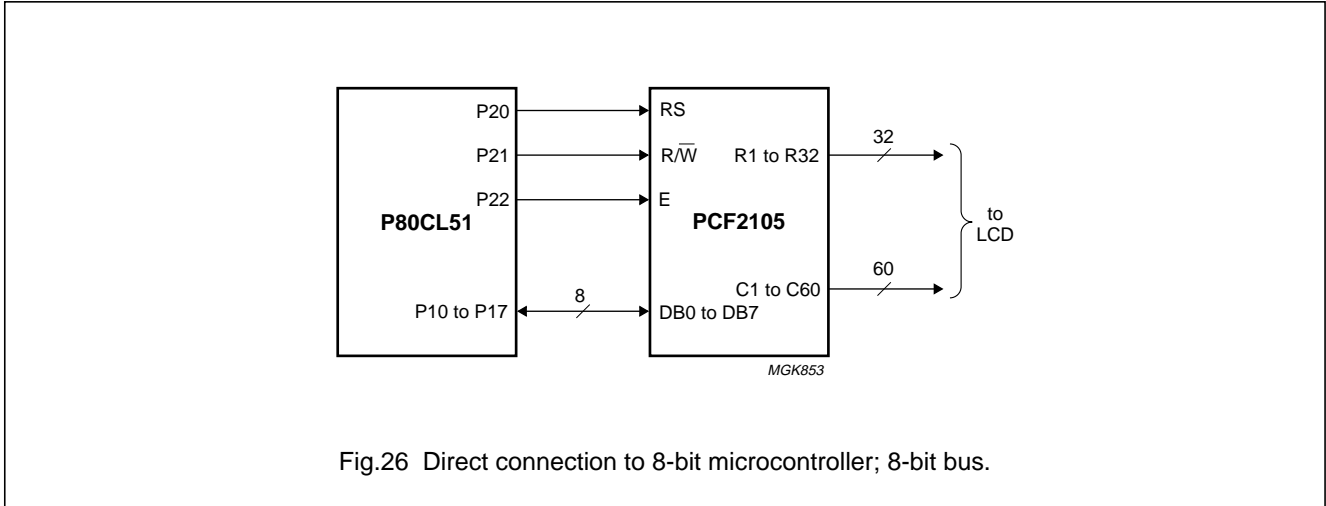 P20
RS
32
P21
R/W̅
R1 to R32
P22
E
P80CL51
PCF2105
to
LCD
60
C1 to C60
8
P10 to P17
DB0 to DB7
MGK853
Fig.26 Direct connection to 8-bit microcontroller; 8-bit bus.